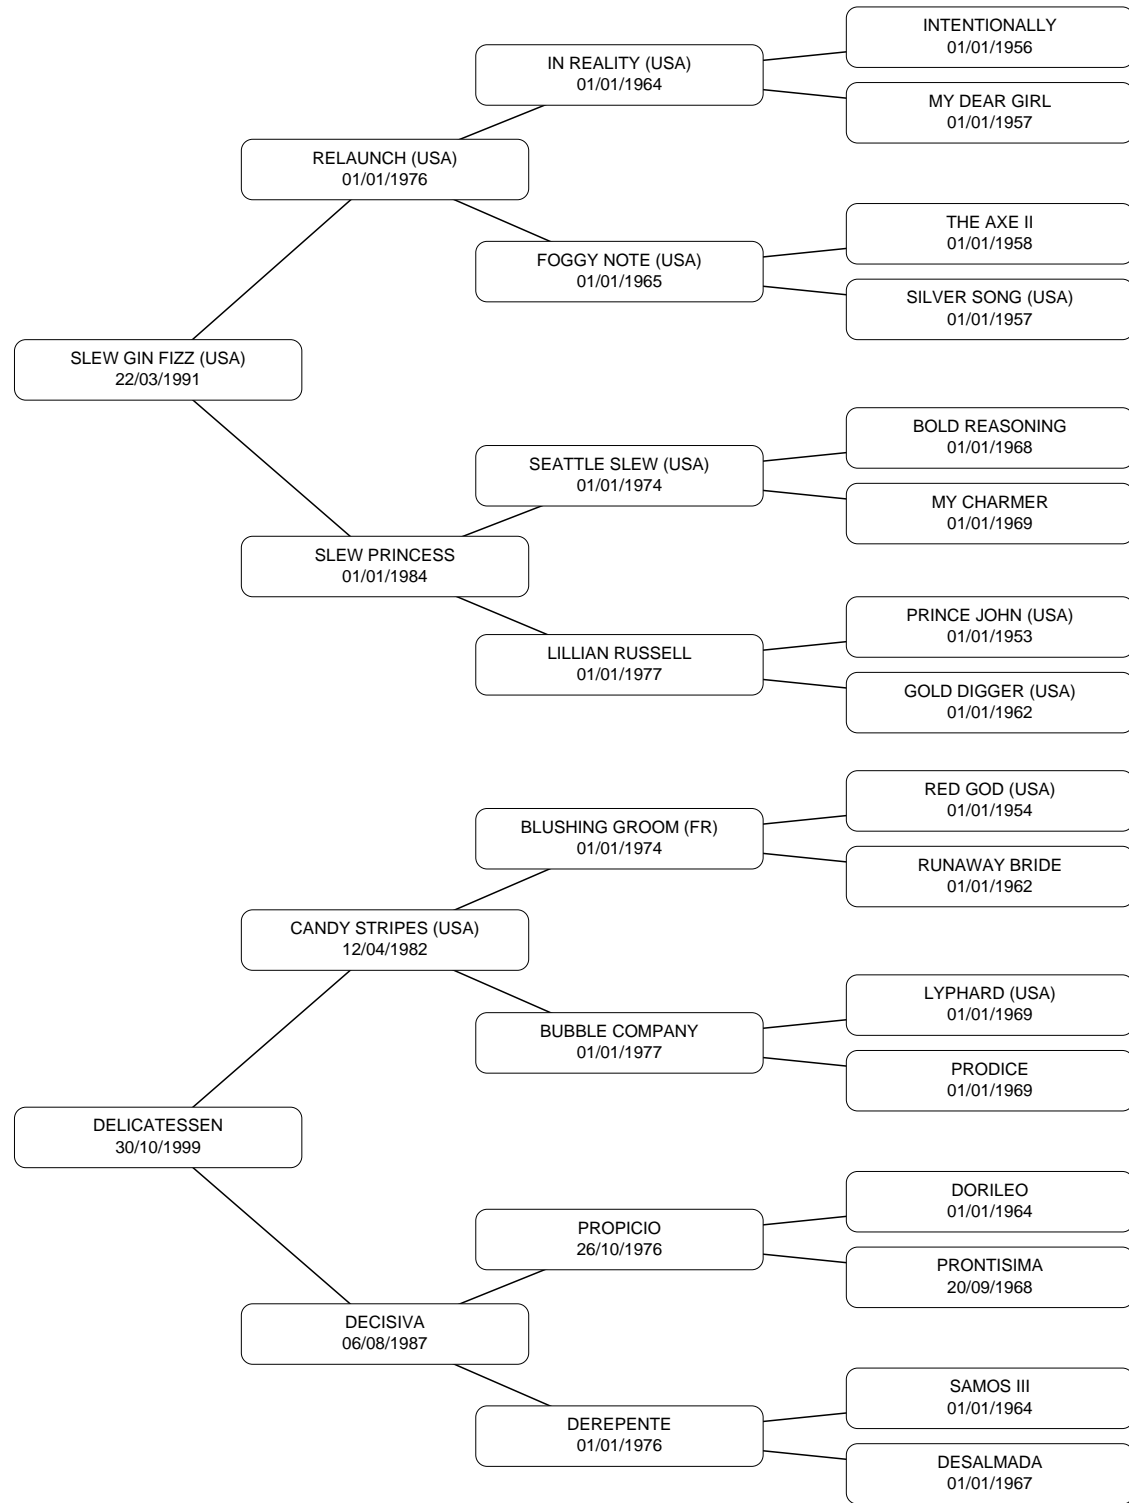 INTENTIONALLY
01/01/1956
IN REALITY (USA)
01/01/1964
MY DEAR GIRL
01/01/1957
RELAUNCH (USA)
01/01/1976
THE AXE II
01/01/1958
FOGGY NOTE (USA)
01/01/1965
SILVER SONG (USA)
01/01/1957
SLEW GIN FIZZ (USA)
22/03/1991
BOLD REASONING
01/01/1968
SEATTLE SLEW (USA)
01/01/1974
MY CHARMER
01/01/1969
SLEW PRINCESS
01/01/1984
PRINCE JOHN (USA)
01/01/1953
LILLIAN RUSSELL
01/01/1977
GOLD DIGGER (USA)
01/01/1962
RED GOD (USA)
01/01/1954
BLUSHING GROOM (FR)
01/01/1974
RUNAWAY BRIDE
01/01/1962
CANDY STRIPES (USA)
12/04/1982
LYPHARD (USA)
01/01/1969
BUBBLE COMPANY
01/01/1977
PRODICE
01/01/1969
DELICATESSEN
30/10/1999
DORILEO
01/01/1964
PROPICIO
26/10/1976
PRONTISIMA
20/09/1968
DECISIVA
06/08/1987
SAMOS III
01/01/1964
DEREPENTE
01/01/1976
DESALMADA
01/01/1967